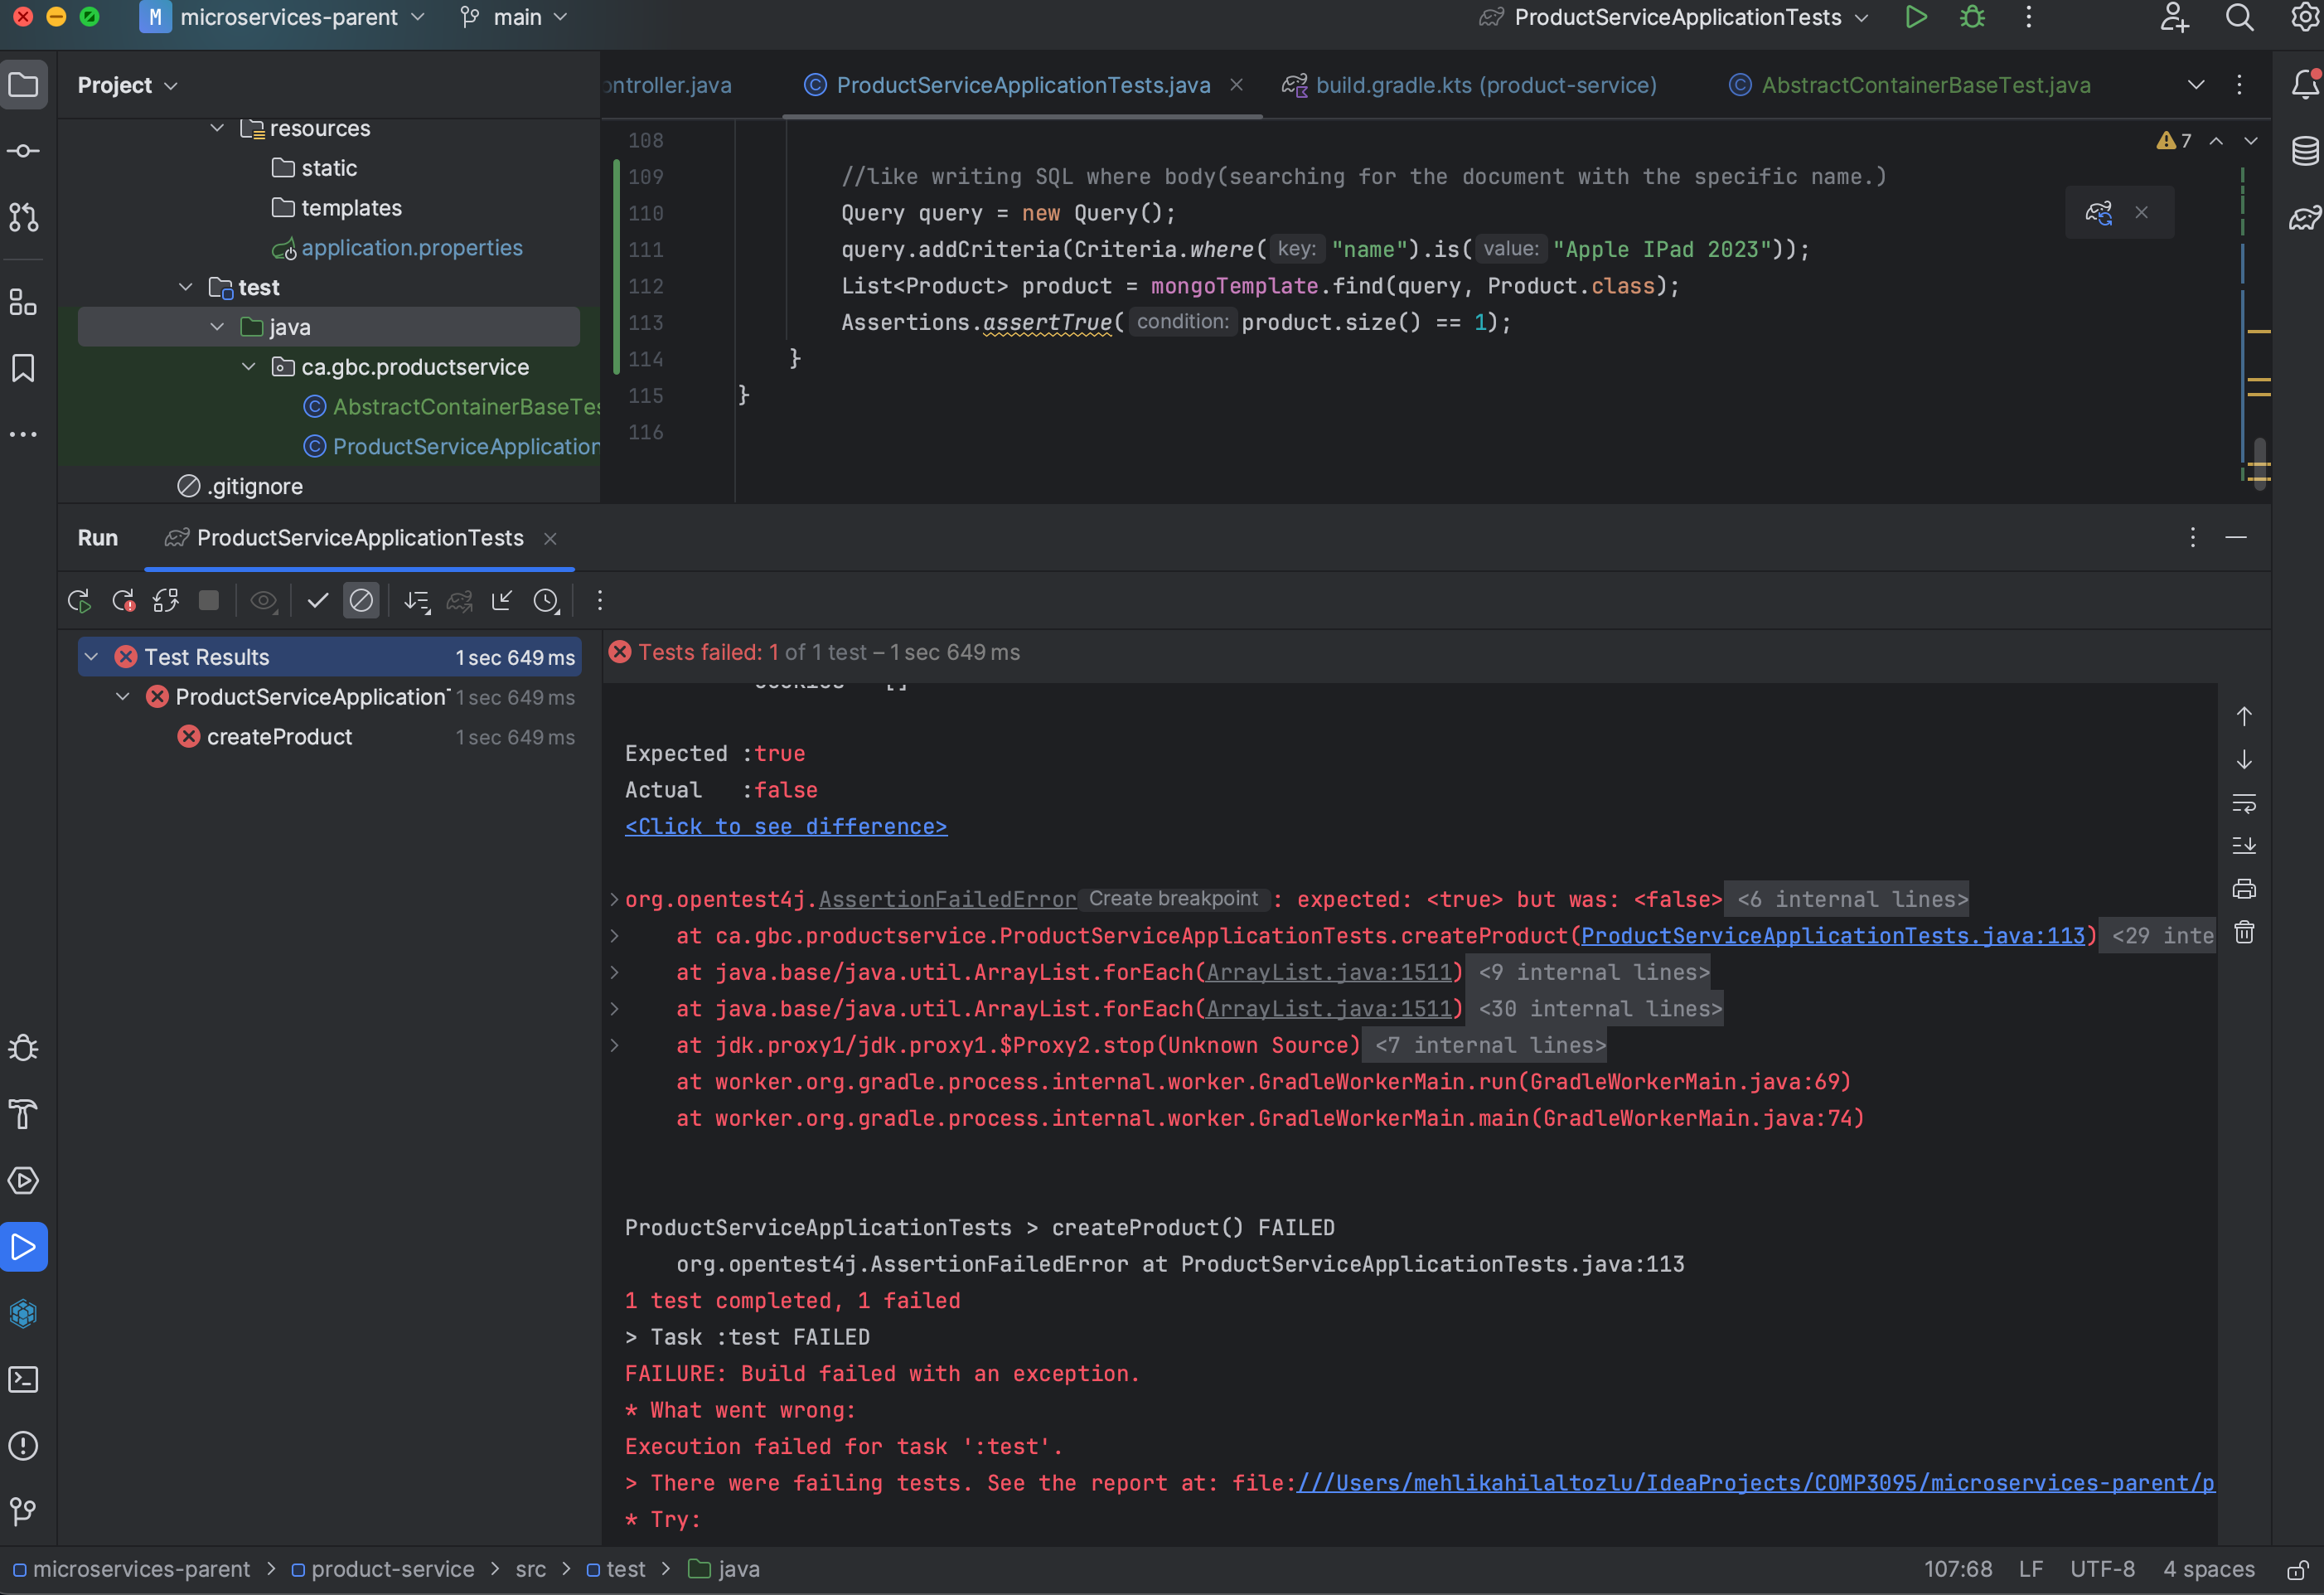 M microservices-parent main ProductServiceApplicationTests
Project
ontroller.java ProductServiceApplicationTests.java build.gradle.kts (product-service) AbstractContainerBaseTest.java
resources
static
templates
application.properties
test
java
ca.gbc.productservice
AbstractContainerBaseTes
ProductServiceApplication
.gitignore
7
108
109 //like writing SQL where body(searching for the document with the specific name.)
110 Query query = new Query();
111 query.addCriteria(Criteria.where( key: "name").is( value: "Apple IPad 2023"));
112 List<Product> product = mongoTemplate.find(query, Product.class);
113 Assertions.assertTrue( condition: product.size() == 1);
114 }
115 }
116
Run ProductServiceApplicationTests
Test Results 1 sec 649 ms
ProductServiceApplication 1 sec 649 ms
createProduct 1 sec 649 ms
Tests failed: 1 of 1 test – 1 sec 649 ms
Cookies = []
Expected :true
Actual :false
<Click to see difference>
org.opentest4j.AssertionFailedError Create breakpoint : expected: <true> but was: <false> <6 internal lines>
at ca.gbc.productservice.ProductServiceApplicationTests.createProduct(ProductServiceApplicationTests.java:113) <29 inte
at java.base/java.util.ArrayList.forEach(ArrayList.java:1511) <9 internal lines>
at java.base/java.util.ArrayList.forEach(ArrayList.java:1511) <30 internal lines>
at jdk.proxy1/jdk.proxy1.$Proxy2.stop(Unknown Source) <7 internal lines>
at worker.org.gradle.process.internal.worker.GradleWorkerMain.run(GradleWorkerMain.java:69)
at worker.org.gradle.process.internal.worker.GradleWorkerMain.main(GradleWorkerMain.java:74)
ProductServiceApplicationTests > createProduct() FAILED
org.opentest4j.AssertionFailedError at ProductServiceApplicationTests.java:113
1 test completed, 1 failed
> Task :test FAILED
FAILURE: Build failed with an exception.
* What went wrong:
Execution failed for task ':test'.
> There were failing tests. See the report at: file:///Users/mehlikahilaltozlu/IdeaProjects/COMP3095/microservices-parent/p
* Try:
microservices-parent > product-service > src > test > java 107:68 LF UTF-8 4 spaces